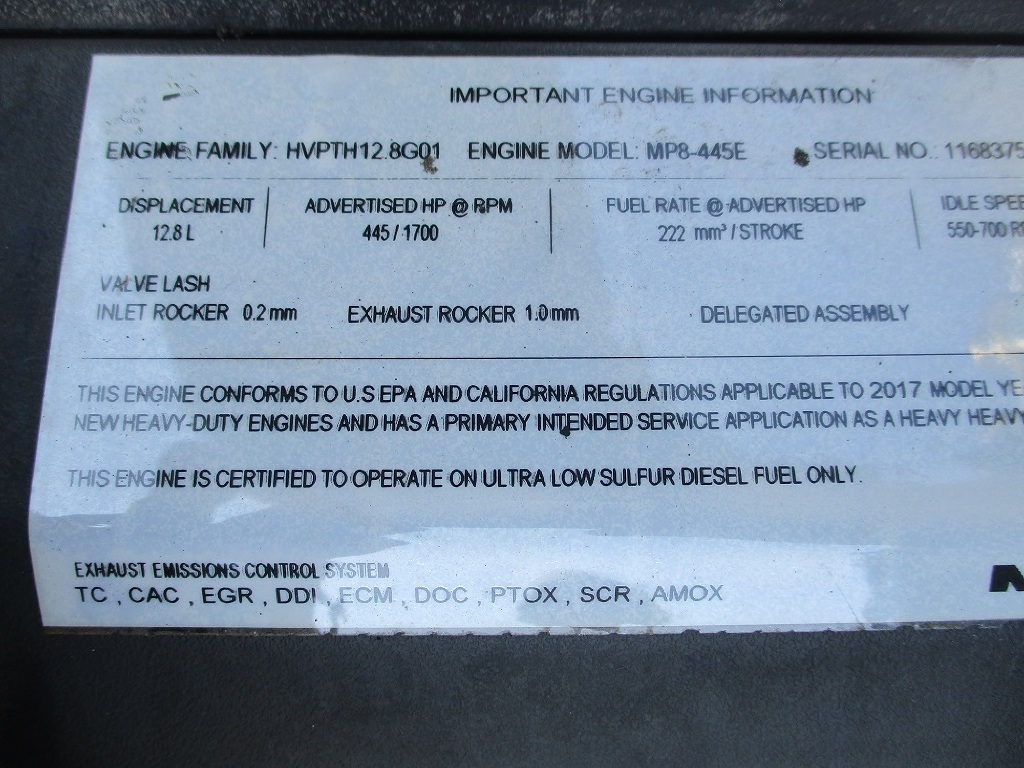 IMPORTANT ENGINE INFORMATION
ENGINE FAMILY: HVPTH12.8G01 ENGINE MODEL: MP8-445E SERIAL NO.: 1168375
DISPLACEMENT ADVERTISED HP @ RPM FUEL RATE @ ADVERTISED HP IDLE SPEE
12.8 L 445 / 1700 222 mm³ / STROKE 550-700 R
VALVE LASH
INLET ROCKER 0.2 mm EXHAUST ROCKER 1.0 mm DELEGATED ASSEMBLY
THIS ENGINE CONFORMS TO U.S EPA AND CALIFORNIA REGULATIONS APPLICABLE TO 2017 MODEL YE
NEW HEAVY-DUTY ENGINES AND HAS A PRIMARY INTENDED SERVICE APPLICATION AS A HEAVY HEAVY
THIS ENGINE IS CERTIFIED TO OPERATE ON ULTRA LOW SULFUR DIESEL FUEL ONLY.
EXHAUST EMISSIONS CONTROL SYSTEM
TC , CAC , EGR , DDI , ECM , DOC , PTOX , SCR , AMOX